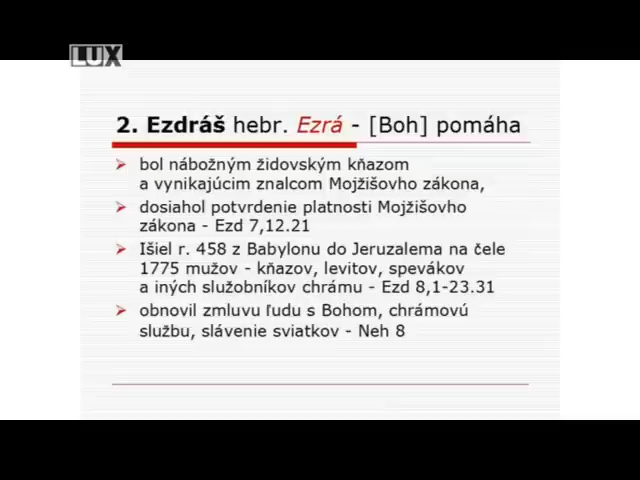 LUX
2. Ezdráš hebr. Ezrá - [Boh] pomáha
bol nábožným židovským kňazom
a vynikajúcim znalcom Mojžišovho zákona,
dosiahol potvrdenie platnosti Mojžišovho
zákona - Ezd 7,12.21
Išiel r. 458 z Babylonu do Jeruzalema na čele
1775 mužov - kňazov, levitov, spevákov
a iných služobníkov chrámu - Ezd 8,1-23.31
obnovil zmluvu ľudu s Bohom, chrámovú
službu, slávenie sviatkov - Neh 8